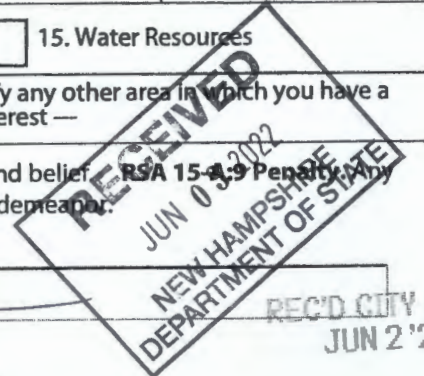 15. Water Resources
y any other area in which you have a
erest —
nd belief. RSA 15-A:9 Penalty. Any
demeanor.
RECEIVED
JUN 03 2022
NEW HAMPSHIRE
DEPARTMENT OF STATE
REC'D CITY
JUN 2 '2